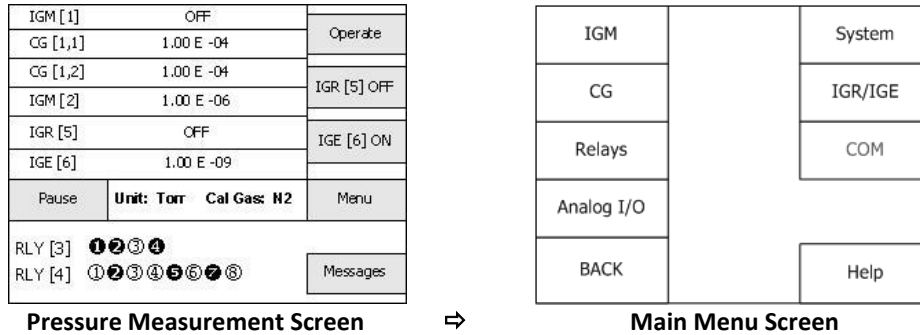 IGM [1] OFF
CG [1,1] 1.00 E -04
CG [1,2] 1.00 E -04
IGM [2] 1.00 E -06
IGR [5] OFF
IGE [6] 1.00 E -09
Operate
IGR [5] OFF
IGE [6] ON
Pause Unit: Torr Cal Gas: N2 Menu
RLY [3] ❶❷③❹
RLY [4] ①❷③④❺⑥❼⑧
Messages
Pressure Measurement Screen
⇨
IGM System
CG IGR/IGE
Relays COM
Analog I/O
BACK Help
Main Menu Screen